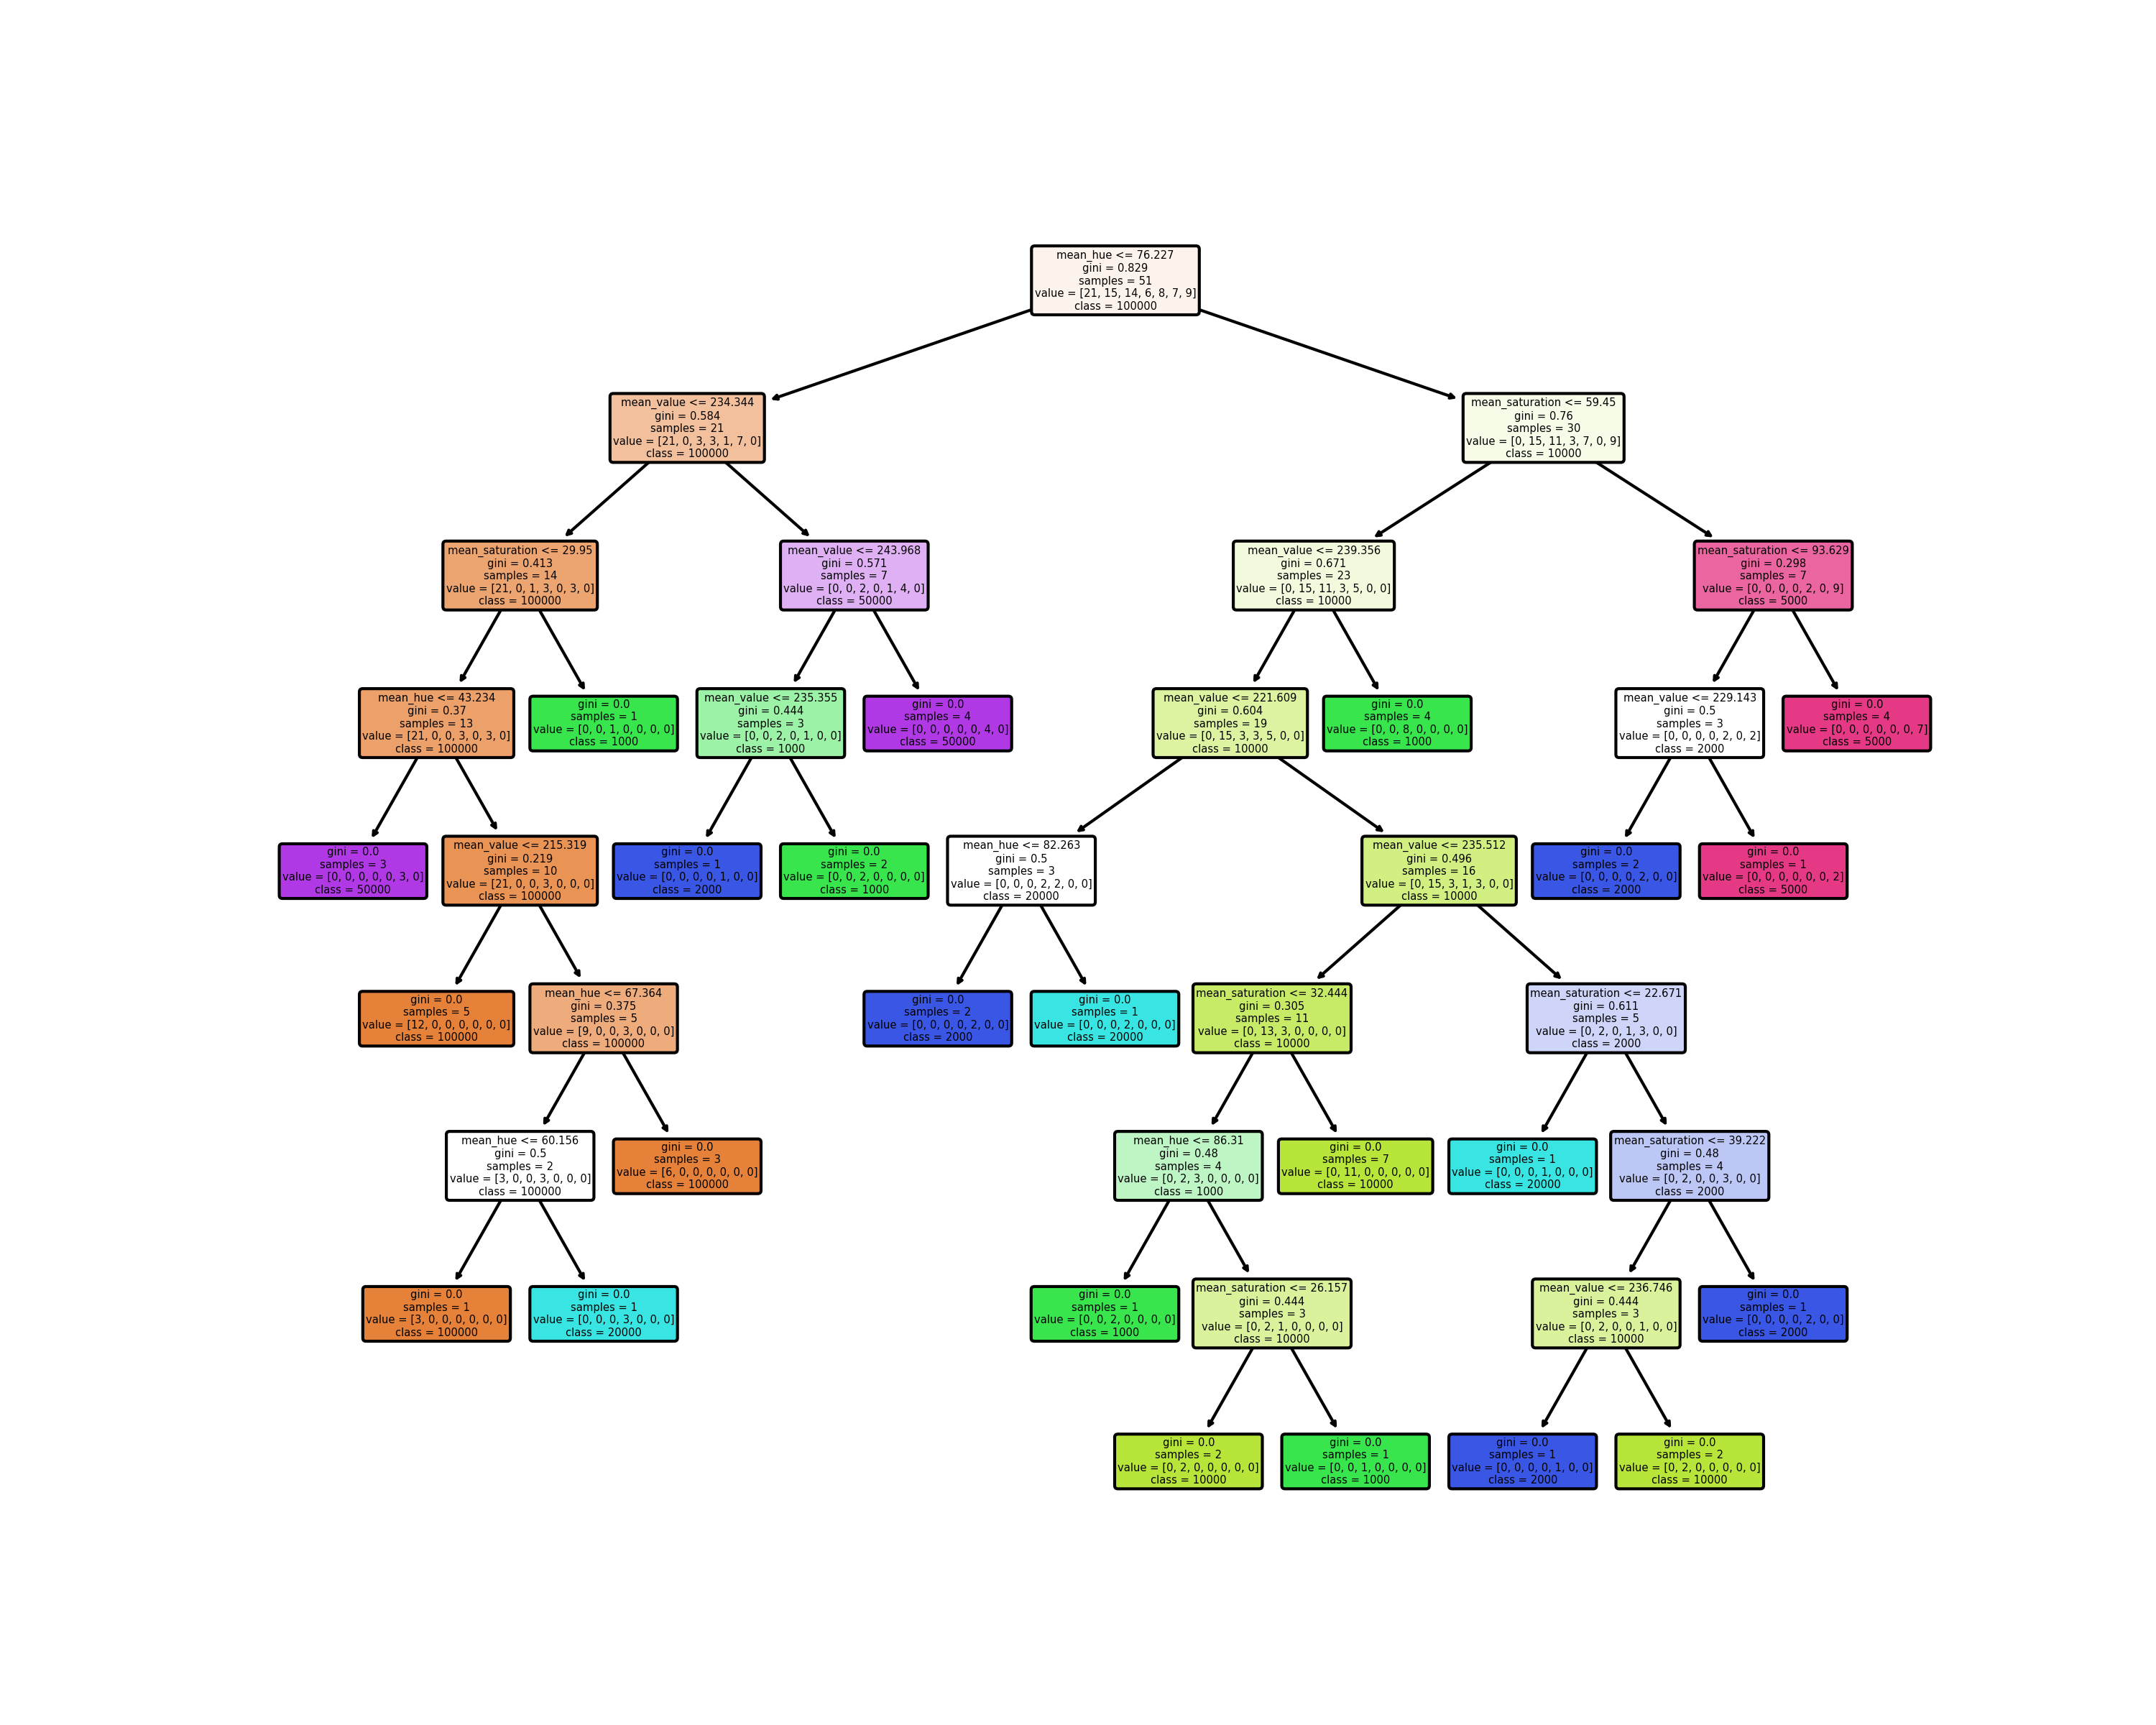 mean_hue <= 76.227
gini = 0.829
samples = 51
value = [21, 15, 14, 6, 8, 7, 9]
class = 100000
mean_value <= 234.344
gini = 0.584
samples = 21
value = [21, 0, 3, 3, 1, 7, 0]
class = 100000
mean_saturation <= 59.45
gini = 0.76
samples = 30
value = [0, 15, 11, 3, 7, 0, 9]
class = 10000
mean_saturation <= 29.95
gini = 0.413
samples = 14
value = [21, 0, 1, 3, 0, 3, 0]
class = 100000
mean_value <= 243.968
gini = 0.571
samples = 7
value = [0, 0, 2, 0, 1, 4, 0]
class = 50000
mean_value <= 239.356
gini = 0.671
samples = 23
value = [0, 15, 11, 3, 5, 0, 0]
class = 10000
mean_saturation <= 93.629
gini = 0.298
samples = 7
value = [0, 0, 0, 0, 2, 0, 9]
class = 5000
mean_hue <= 43.234
gini = 0.37
samples = 13
value = [21, 0, 0, 3, 0, 3, 0]
class = 100000
gini = 0.0
samples = 1
value = [0, 0, 1, 0, 0, 0, 0]
class = 1000
mean_value <= 235.355
gini = 0.444
samples = 3
value = [0, 0, 2, 0, 1, 0, 0]
class = 1000
gini = 0.0
samples = 4
value = [0, 0, 0, 0, 0, 4, 0]
class = 50000
mean_value <= 221.609
gini = 0.604
samples = 19
value = [0, 15, 3, 3, 5, 0, 0]
class = 10000
gini = 0.0
samples = 4
value = [0, 0, 8, 0, 0, 0, 0]
class = 1000
mean_value <= 229.143
gini = 0.5
samples = 3
value = [0, 0, 0, 0, 2, 0, 2]
class = 2000
gini = 0.0
samples = 4
value = [0, 0, 0, 0, 0, 0, 7]
class = 5000
gini = 0.0
samples = 3
value = [0, 0, 0, 0, 0, 3, 0]
class = 50000
mean_value <= 215.319
gini = 0.219
samples = 10
value = [21, 0, 0, 3, 0, 0, 0]
class = 100000
gini = 0.0
samples = 1
value = [0, 0, 0, 0, 1, 0, 0]
class = 2000
gini = 0.0
samples = 2
value = [0, 0, 2, 0, 0, 0, 0]
class = 1000
mean_hue <= 82.263
gini = 0.5
samples = 3
value = [0, 0, 0, 2, 2, 0, 0]
class = 20000
mean_value <= 235.512
gini = 0.496
samples = 16
value = [0, 15, 3, 1, 3, 0, 0]
class = 10000
gini = 0.0
samples = 2
value = [0, 0, 0, 0, 2, 0, 0]
class = 2000
gini = 0.0
samples = 1
value = [0, 0, 0, 0, 0, 0, 2]
class = 5000
gini = 0.0
samples = 5
value = [12, 0, 0, 0, 0, 0, 0]
class = 100000
mean_hue <= 67.364
gini = 0.375
samples = 5
value = [9, 0, 0, 3, 0, 0, 0]
class = 100000
gini = 0.0
samples = 2
value = [0, 0, 0, 0, 2, 0, 0]
class = 2000
gini = 0.0
samples = 1
value = [0, 0, 0, 2, 0, 0, 0]
class = 20000
mean_saturation <= 32.444
gini = 0.305
samples = 11
value = [0, 13, 3, 0, 0, 0, 0]
class = 10000
mean_saturation <= 22.671
gini = 0.611
samples = 5
value = [0, 2, 0, 1, 3, 0, 0]
class = 2000
mean_hue <= 60.156
gini = 0.5
samples = 2
value = [3, 0, 0, 3, 0, 0, 0]
class = 100000
gini = 0.0
samples = 3
value = [6, 0, 0, 0, 0, 0, 0]
class = 100000
mean_hue <= 86.31
gini = 0.48
samples = 4
value = [0, 2, 3, 0, 0, 0, 0]
class = 1000
gini = 0.0
samples = 7
value = [0, 11, 0, 0, 0, 0, 0]
class = 10000
gini = 0.0
samples = 1
value = [0, 0, 0, 1, 0, 0, 0]
class = 20000
mean_saturation <= 39.222
gini = 0.48
samples = 4
value = [0, 2, 0, 0, 3, 0, 0]
class = 2000
gini = 0.0
samples = 1
value = [3, 0, 0, 0, 0, 0, 0]
class = 100000
gini = 0.0
samples = 1
value = [0, 0, 0, 3, 0, 0, 0]
class = 20000
gini = 0.0
samples = 1
value = [0, 0, 2, 0, 0, 0, 0]
class = 1000
mean_saturation <= 26.157
gini = 0.444
samples = 3
value = [0, 2, 1, 0, 0, 0, 0]
class = 10000
mean_value <= 236.746
gini = 0.444
samples = 3
value = [0, 2, 0, 0, 1, 0, 0]
class = 10000
gini = 0.0
samples = 1
value = [0, 0, 0, 0, 2, 0, 0]
class = 2000
gini = 0.0
samples = 2
value = [0, 2, 0, 0, 0, 0, 0]
class = 10000
gini = 0.0
samples = 1
value = [0, 0, 1, 0, 0, 0, 0]
class = 1000
gini = 0.0
samples = 1
value = [0, 0, 0, 0, 1, 0, 0]
class = 2000
gini = 0.0
samples = 2
value = [0, 2, 0, 0, 0, 0, 0]
class = 10000